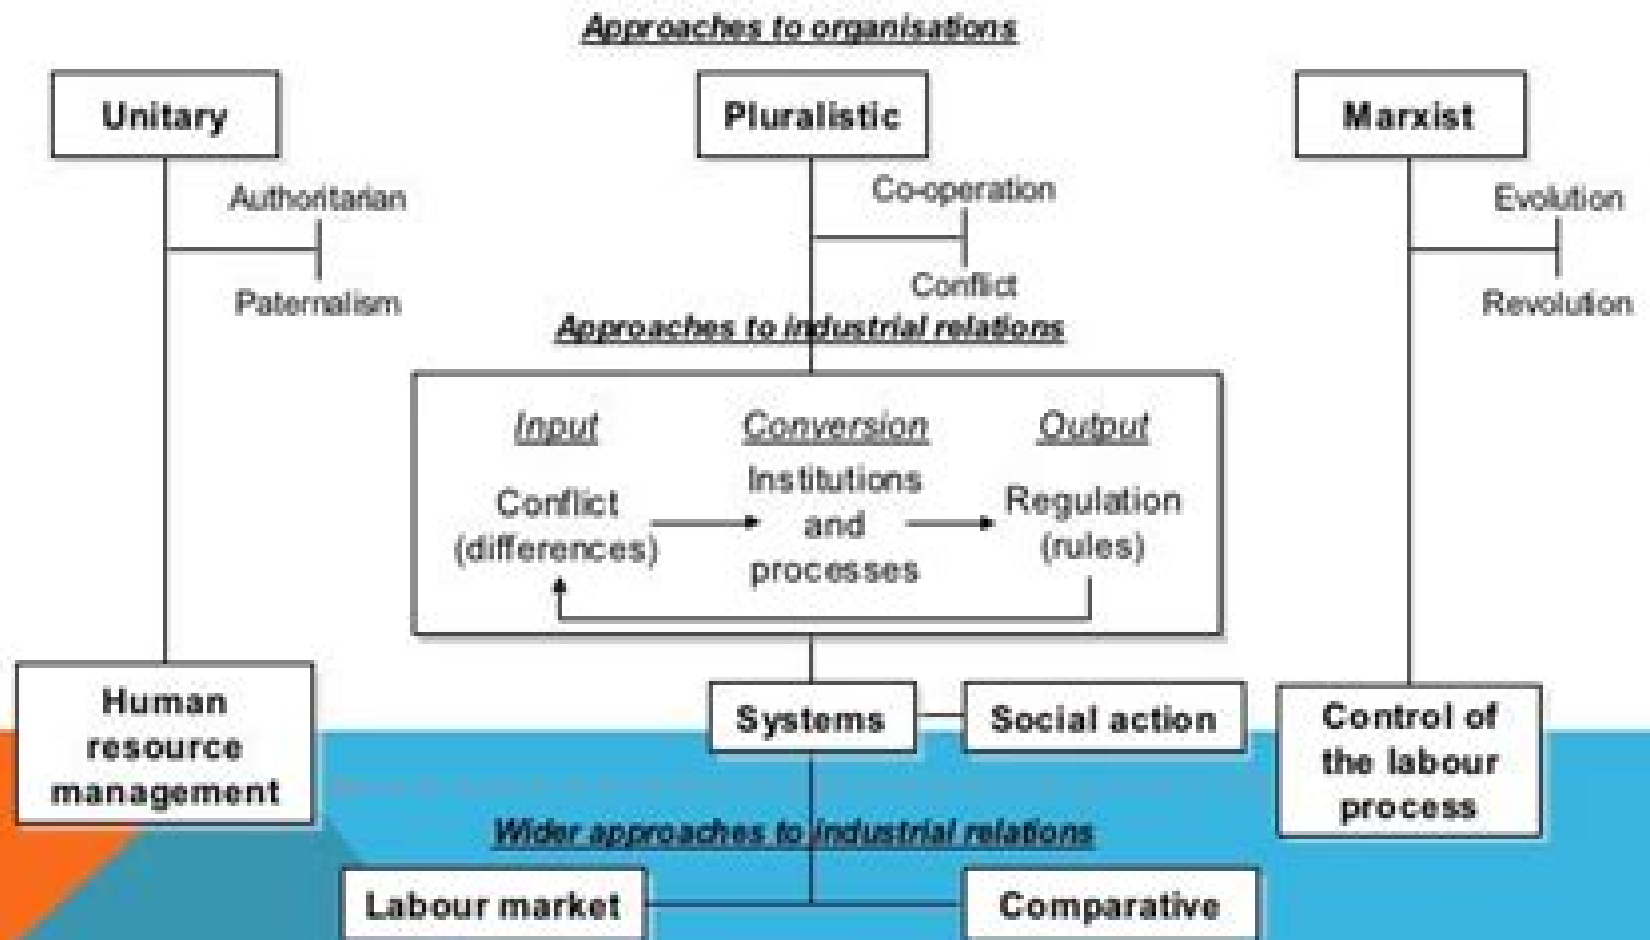 Approaches to organisations
Unitary
Pluralistic
Marxist
Authoritarian
Paternalism
Co-operation
Conflict
Evolution
Revolution
Approaches to industrial relations
Input
Conversion
Output
Conflict
(differences)
Institutions
and
processes
Regulation
(rules)
Human
resource
management
Systems
Social action
Control of
the labour
process
Wider approaches to industrial relations
Labour market
Comparative